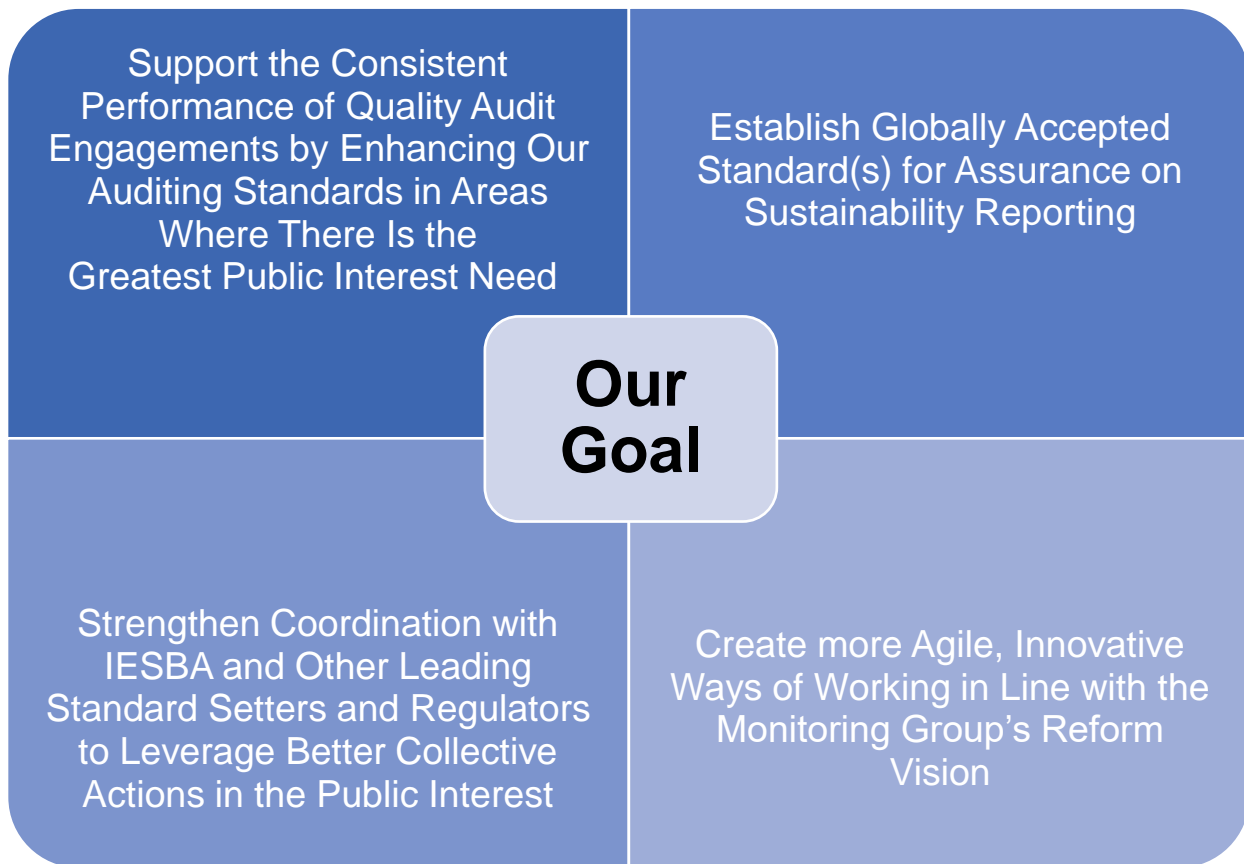 Support the Consistent
Performance of Quality Audit
Engagements by Enhancing Our
Auditing Standards in Areas
Where There Is the
Greatest Public Interest Need
Establish Globally Accepted
Standard(s) for Assurance on
Sustainability Reporting
Our
Goal
Strengthen Coordination with
IESBA and Other Leading
Standard Setters and Regulators
to Leverage Better Collective
Actions in the Public Interest
Create more Agile, Innovative
Ways of Working in Line with the
Monitoring Group’s Reform
Vision